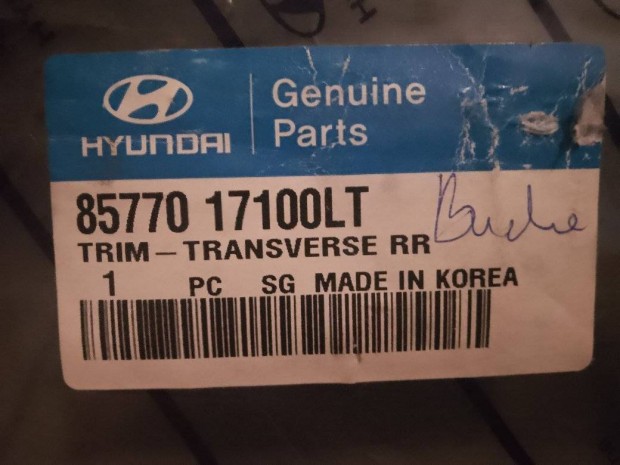 HYUNDAI
Genuine
Parts
85770 17100LT
TRIM-TRANSVERSE RR
1 PC SG MADE IN KOREA